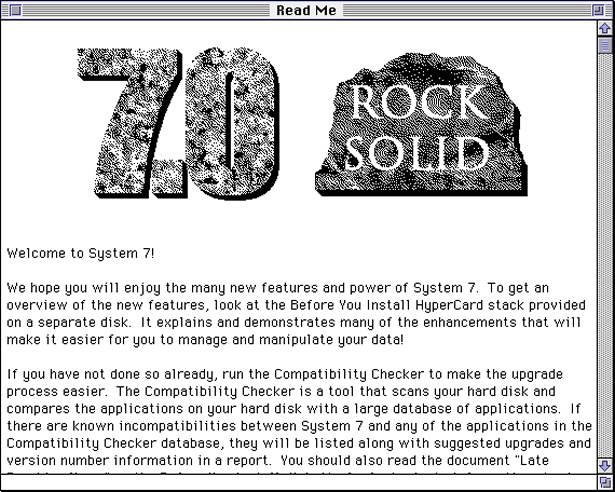 Read Me
7.0
ROCK
SOLID
Welcome to System 7!
We hope you will enjoy the many new features and power of System 7.  To get an
overview of the new features, look at the Before You Install HyperCard stack provided
on a separate disk.  It explains and demonstrates many of the enhancements that will
make it easier for you to manage and manipulate your data!
If you have not done so already, run the Compatibility Checker to make the upgrade
process easier.  The Compatibility Checker is a tool that scans your hard disk and
compares the applications on your hard disk with a large database of applications.  If
there are known incompatibilities between System 7 and any of the applications in the
Compatibility Checker database, they will be listed along with suggested upgrades and
version number information in a report.  You should also read the document "Late